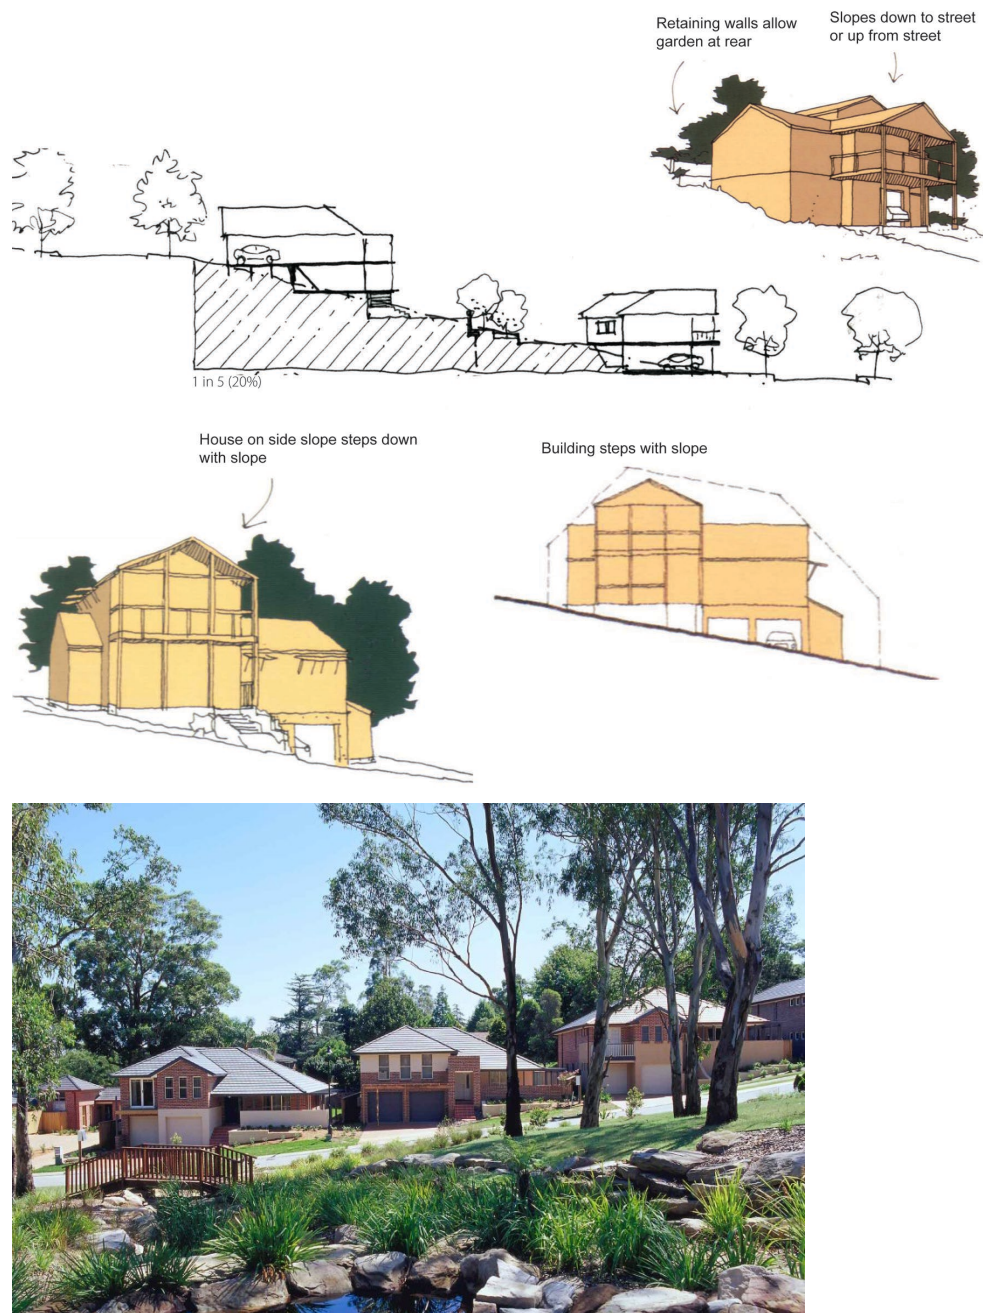 Retaining walls allow
garden at rear
Slopes down to street
or up from street
1 in 5 (20%)
House on side slope steps down
with slope
Building steps with slope